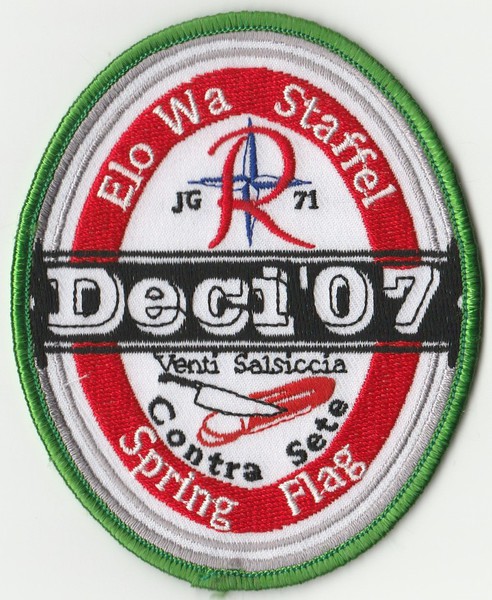 Elo Wa Staffel
R
JG 71
Deci'07
Venti Salsiccia
Contra Sete
Spring Flag